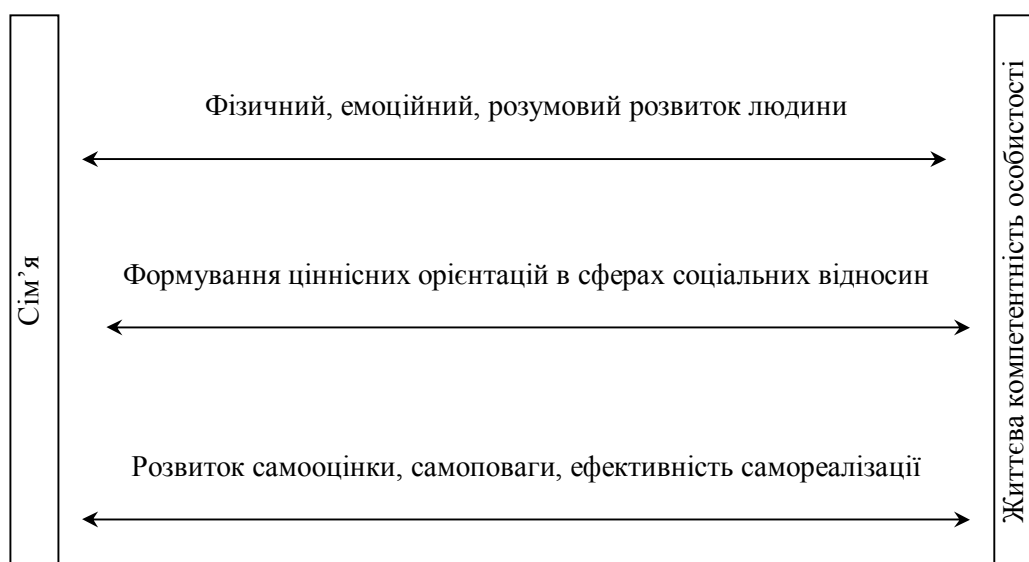 Сім’я
Фізичний, емоційний, розумовий розвиток людини
Формування ціннісних орієнтацій в сферах соціальних відносин
Розвиток самооцінки, самоповаги, ефективність самореалізації
Життєва компетентність особистості